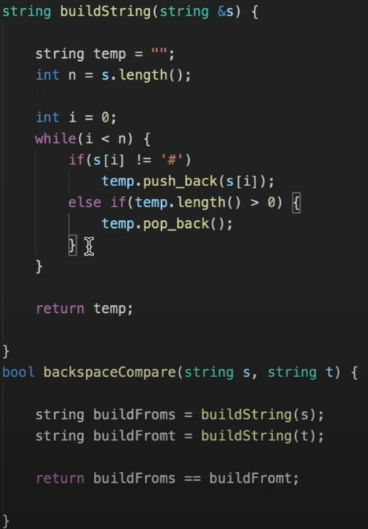 string buildString(string &s) {
string temp = "";
int n = s.length();
int i = 0;
while(i < n) {
if(s[i] != '#')
temp.push_back(s[i]);
else if(temp.length() > 0) {
temp.pop_back();
}
}
return temp;
}
bool backspaceCompare(string s, string t) {
string buildFroms = buildString(s);
string buildFromt = buildString(t);
return buildFroms == buildFromt;
}